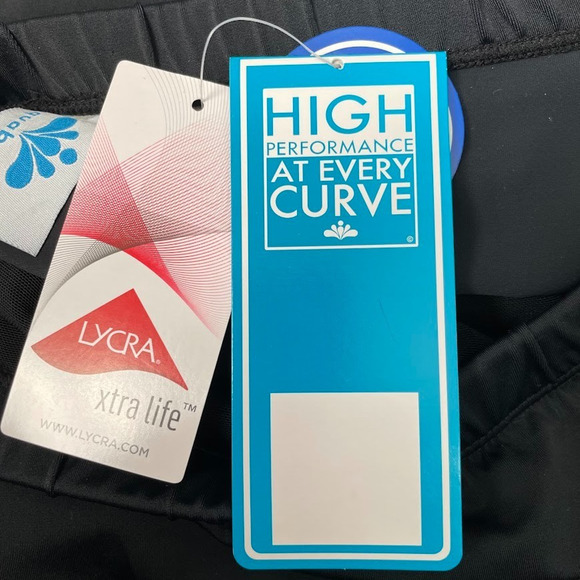 HIGH
PERFORMANCE
AT EVERY
CURVE
©
LYCRA®
xtra life™
WWW.LYCRA.COM